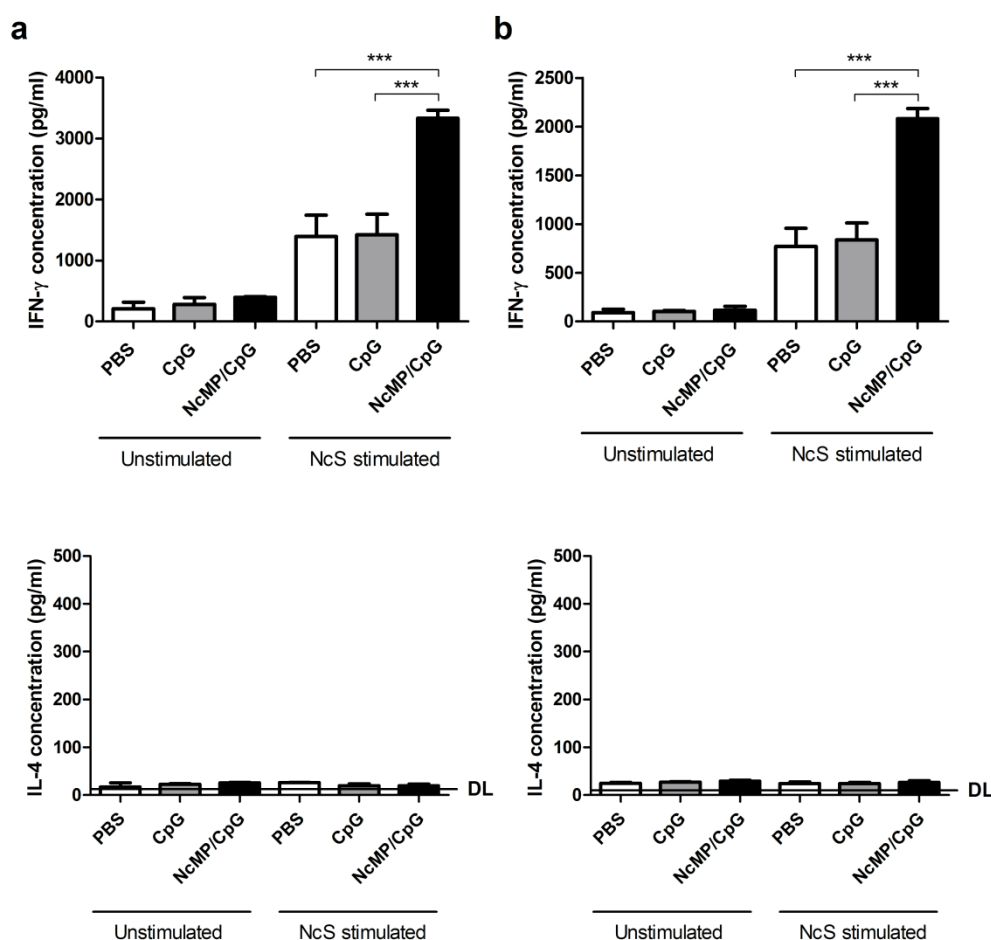 a
IFN-γ concentration (pg/ml)
4000
3000
2000
1000
0
***
***
PBS
CpG
NcMP/CpG
PBS
CpG
NcMP/CpG
Unstimulated
NcS stimulated
b
IFN-γ concentration (pg/ml)
2500
2000
1500
1000
500
0
***
***
PBS
CpG
NcMP/CpG
PBS
CpG
NcMP/CpG
Unstimulated
NcS stimulated
IL-4 concentration (pg/ml)
500
400
300
200
100
0
DL
PBS
CpG
NcMP/CpG
PBS
CpG
NcMP/CpG
Unstimulated
NcS stimulated
IL-4 concentration (pg/ml)
500
400
300
200
100
0
DL
PBS
CpG
NcMP/CpG
PBS
CpG
NcMP/CpG
Unstimulated
NcS stimulated